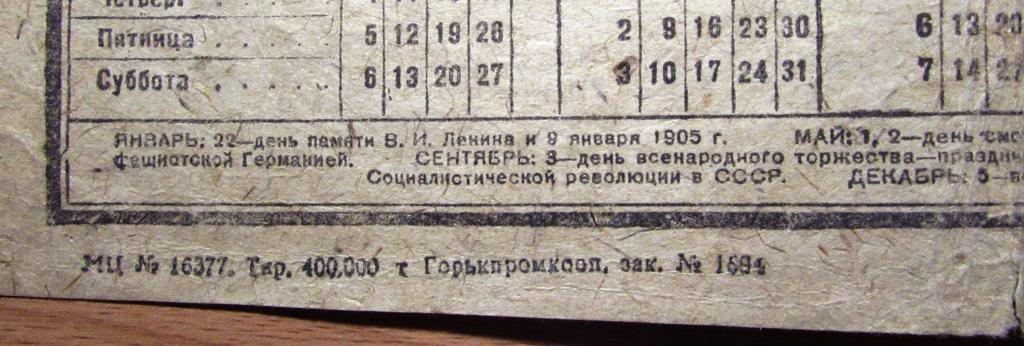 Четверг
Пятница . . . . . 5 12 19 26 2 9 16 23 30 6 13 20
Суббота . . . . . 6 13 20 27 3 10 17 24 31 7 14
ЯНВАРЬ: 22—день памяти В. И. Ленина и 9 января 1905 г. МАЙ: 1, 2—день
фашистской Германией. СЕНТЯБРЬ: 3—день всенародного торжества—праздни
Социалистической революции в СССР. ДЕКАБРЬ: 5—
МЦ № 16377. Тир. 400.000 т Горькпромкооп. зак. № 1694